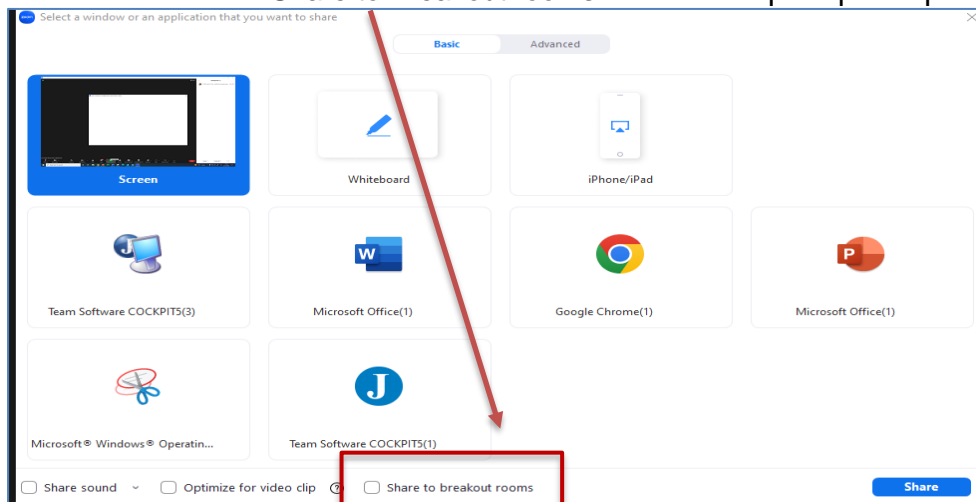 Select a window or an application that you want to share
Basic Advanced
Screen Whiteboard iPhone/iPad
Team Software COCKPIT5(3) Microsoft Office(1) Google Chrome(1) Microsoft Office(1)
Microsoft® Windows® Operatin... Team Software COCKPIT5(1)
Share sound Optimize for video clip Share to breakout rooms Share